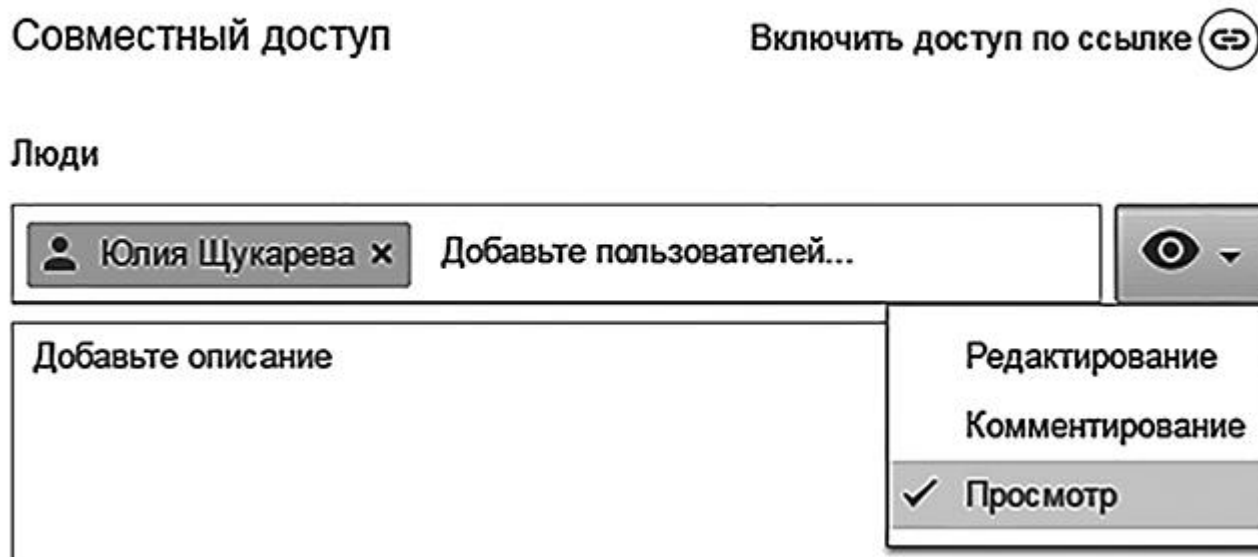 Совместный доступ
Включить доступ по ссылке
Люди
Юлия Щукарева × Добавьте пользователей...
Добавьте описание
Редактирование
Комментирование
Просмотр